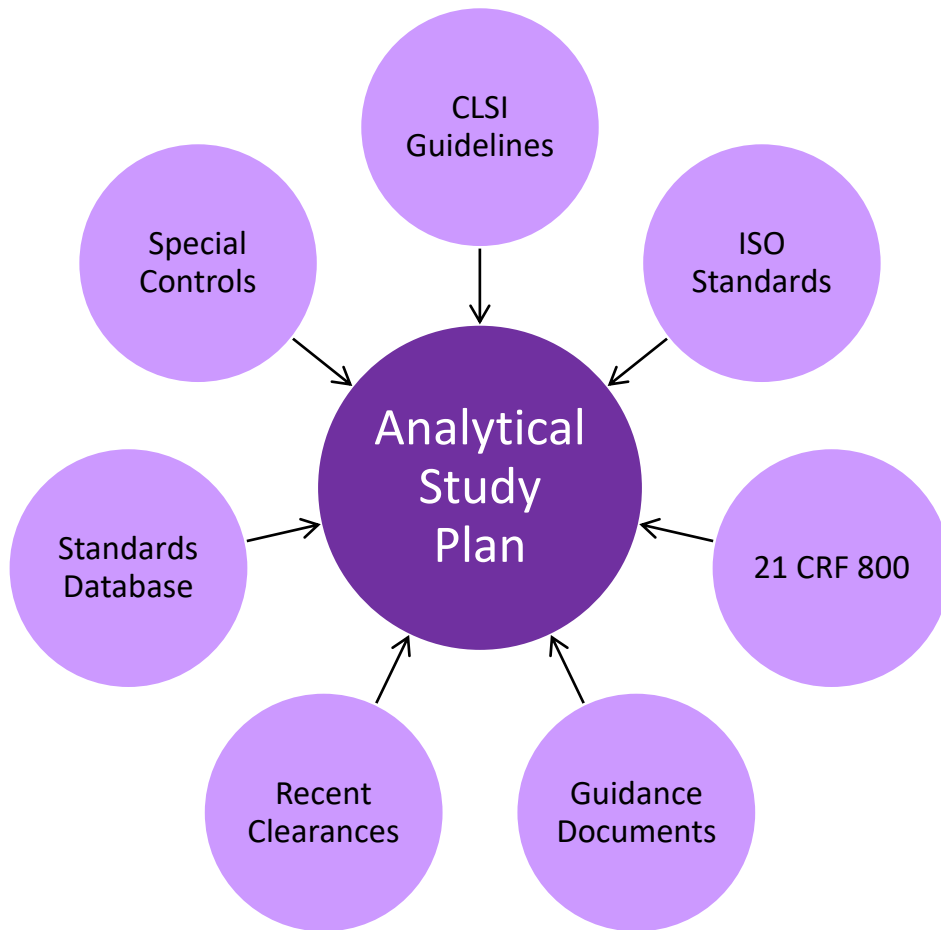 CLSI
Guidelines
Special
Controls
ISO
Standards
Analytical
Study
Plan
Standards
Database
21 CRF 800
Recent
Clearances
Guidance
Documents